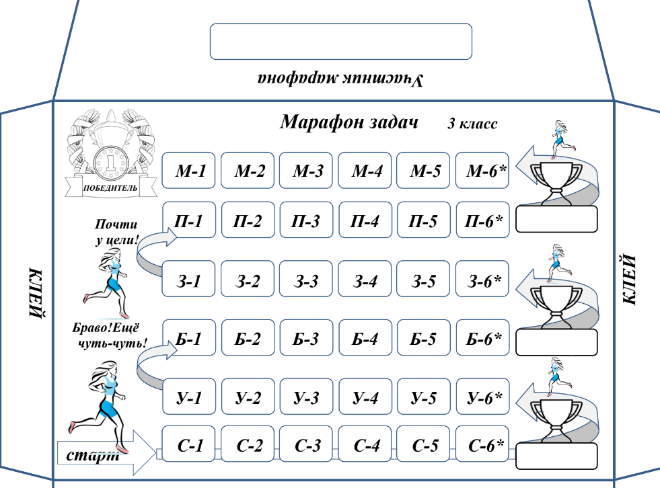 Участник марафона
Марафон задач 3 класс
1
ПОБЕДИТЕЛЬ
М-1 М-2 М-3 М-4 М-5 М-6*
Почти
у цели!
П-1 П-2 П-3 П-4 П-5 П-6*
З-1 З-2 З-3 З-4 З-5 З-6*
КЛЕЙ
КЛЕЙ
Браво!Ещё
чуть-чуть!
Б-1 Б-2 Б-3 Б-4 Б-5 Б-6*
У-1 У-2 У-3 У-4 У-5 У-6*
старт
С-1 С-2 С-3 С-4 С-5 С-6*